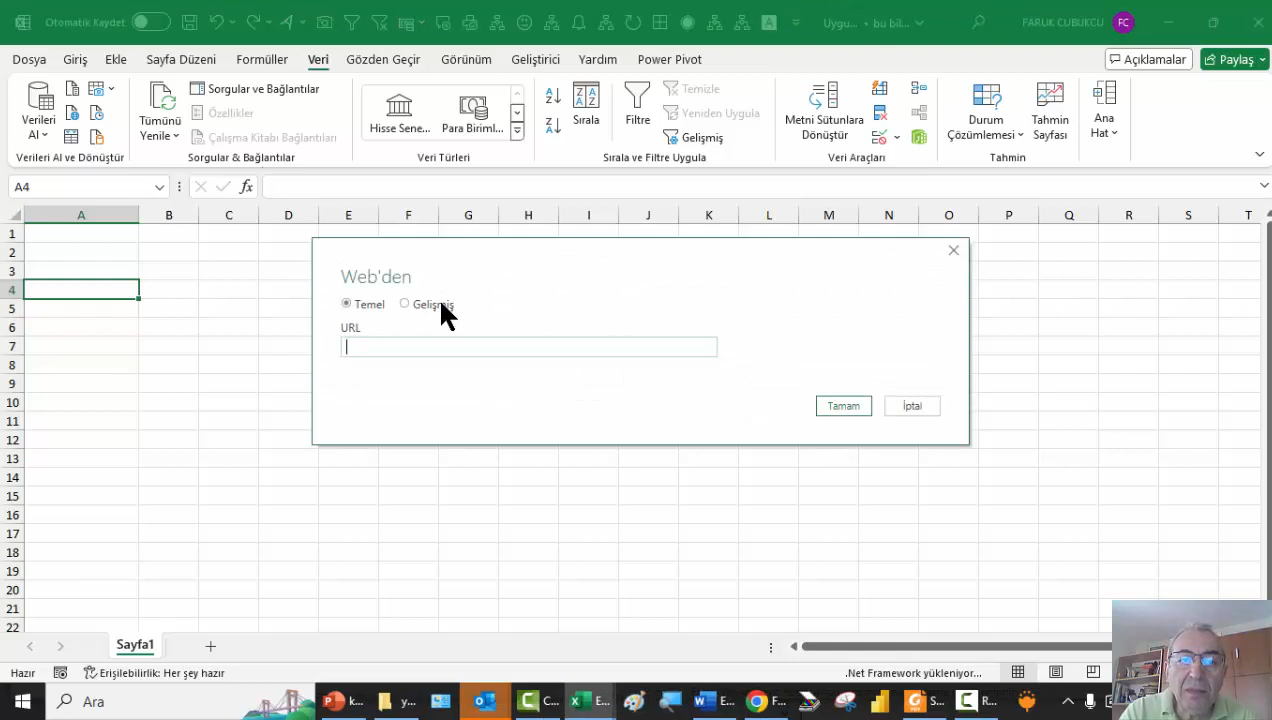 Otomatik Kaydet
Uygu... • bu bil...
FARUK CUBUKCU
FC
Dosya Giriş Ekle Sayfa Düzeni Formüller Veri Gözden Geçir Görünüm Geliştirici Yardım Power Pivot
Açıklamalar
Paylaş
Verileri
Al
Verileri Al ve Dönüştür
Tümünü
Yenile
Sorgular ve Bağlantılar
Özellikler
Çalışma Kitabı Bağlantıları
Sorgular & Bağlantılar
Hisse Sene...
Para Biriml...
Veri Türleri
Sırala
Filtre
Temizle
Yeniden Uygula
Gelişmiş
Sırala ve Filtre Uygula
Metni Sütunlara
Dönüştür
Veri Araçları
Durum
Çözümlemesi
Tahmin
Sayfası
Tahmin
Ana
Hat
A4
fx
A B C D E F G H I J K L M N O P Q R S T
1
2
3
4
5
6
7
8
9
10
11
12
13
14
15
16
17
18
19
20
21
22
Web'den
Temel Gelişmiş
URL
Tamam
İptal
Sayfa1
Hazır
Erişilebilirlik: Her şey hazır
.Net Framework yükleniyor...
Ara
k... y... C... E... E... F... S... R...